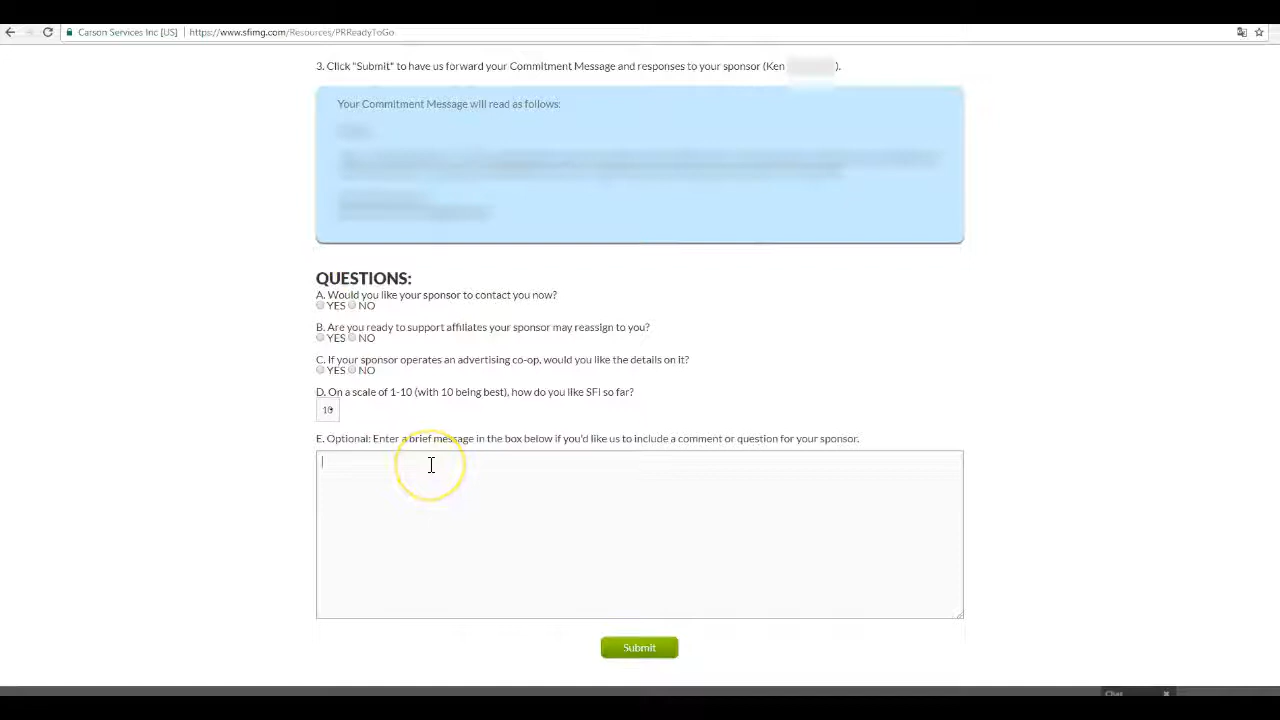 Carson Services Inc [US] https://www.sfimg.com/Resources/PRReadyToGo
3. Click "Submit" to have us forward your Commitment Message and responses to your sponsor (Ken ).
Your Commitment Message will read as follows:
QUESTIONS:
A. Would you like your sponsor to contact you now?
YES NO
B. Are you ready to support affiliates your sponsor may reassign to you?
YES NO
C. If your sponsor operates an advertising co-op, would you like the details on it?
YES NO
D. On a scale of 1-10 (with 10 being best), how do you like SFI so far?
10
E. Optional: Enter a brief message in the box below if you'd like us to include a comment or question for your sponsor.
Submit
Chat